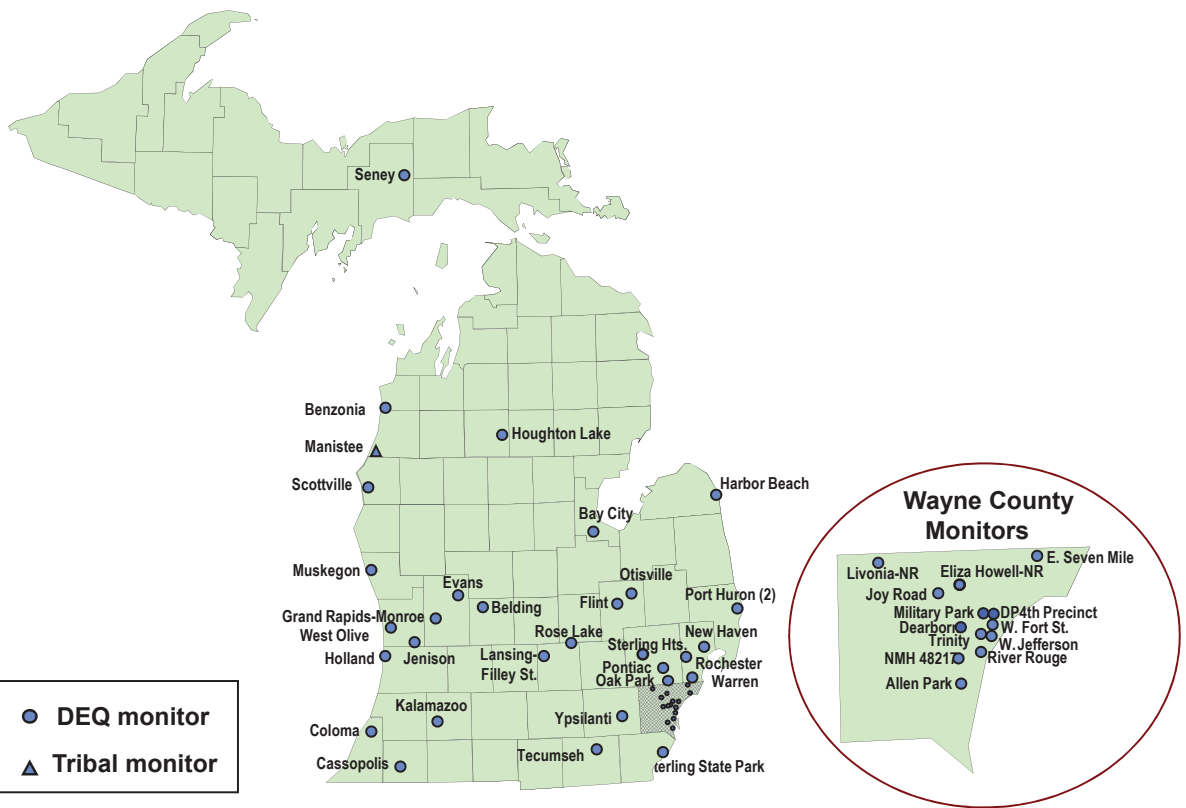 Seney
Benzonia
Manistee
Houghton Lake
Scottville
Harbor Beach
Bay City
Muskegon
Otisville
Evans
Belding
Flint
Port Huron (2)
Grand Rapids-Monroe
West Olive
Rose Lake
New Haven
Sterling Hts.
Holland
Jenison
Lansing-
Filley St.
Pontiac
Rochester
Oak Park
Warren
Kalamazoo
Ypsilanti
Coloma
Tecumseh
Cassopolis
terling State Park
DEQ monitor
Tribal monitor
Wayne County
Monitors
E. Seven Mile
Livonia-NR
Eliza Howell-NR
Joy Road
Military Park
DP4th Precinct
Dearborn
W. Fort St.
Trinity
W.Jefferson
NMH 48217
River Rouge
Allen Park